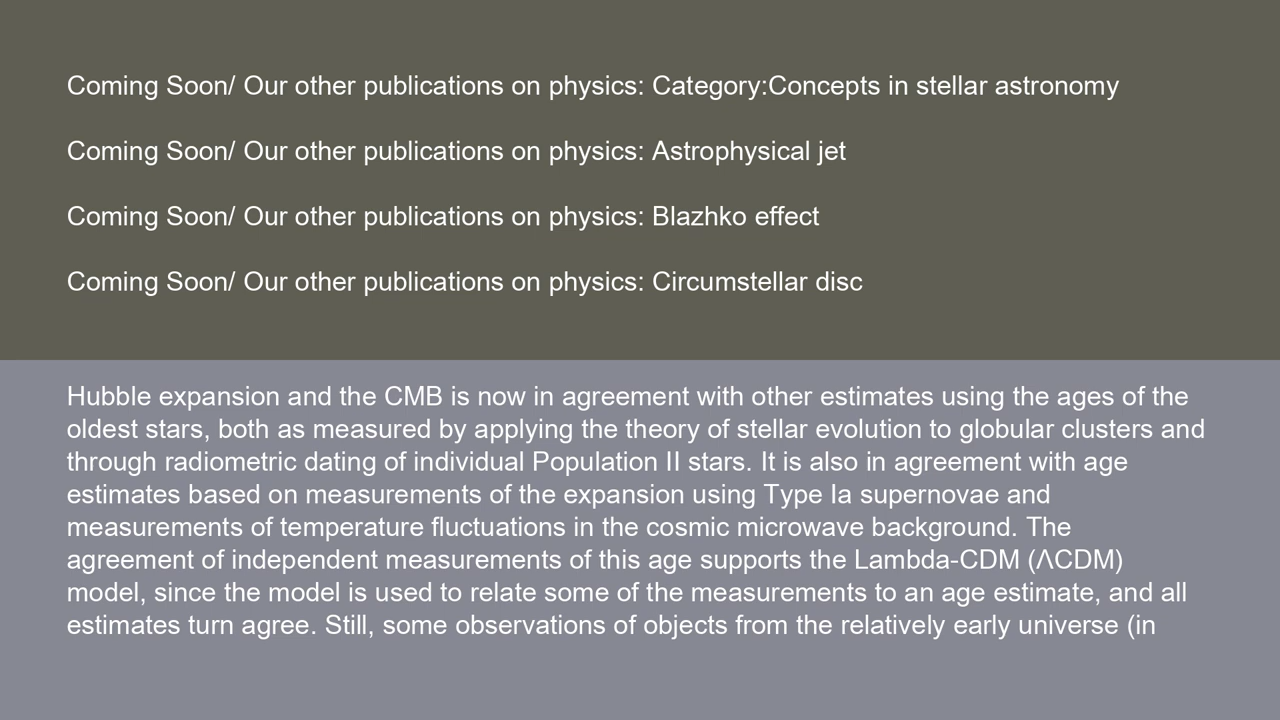 Coming Soon/ Our other publications on physics: Category:Concepts in stellar astronomy
Coming Soon/ Our other publications on physics: Astrophysical jet
Coming Soon/ Our other publications on physics: Blazhko effect
Coming Soon/ Our other publications on physics: Circumstellar disc
Hubble expansion and the CMB is now in agreement with other estimates using the ages of the
oldest stars, both as measured by applying the theory of stellar evolution to globular clusters and
through radiometric dating of individual Population II stars. It is also in agreement with age
estimates based on measurements of the expansion using Type Ia supernovae and
measurements of temperature fluctuations in the cosmic microwave background. The
agreement of independent measurements of this age supports the Lambda-CDM (ΛCDM)
model, since the model is used to relate some of the measurements to an age estimate, and all
estimates turn agree. Still, some observations of objects from the relatively early universe (in